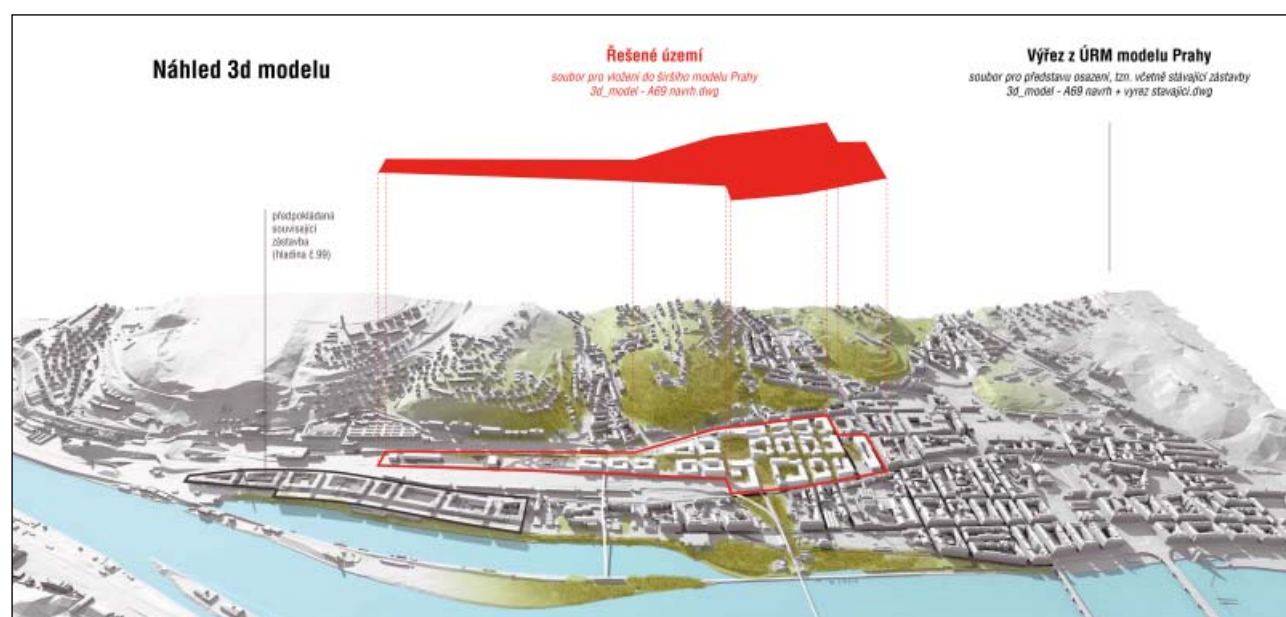 Náhled 3d modelu
Řešené území
soubor pro vložení do širšího modelu Prahy
3d_model - A69 navrh.dwg
Výřez z ÚRM modelu Prahy
soubor pro představu osazení, tzn. včetně stávající zástavby
3d_model - A69 navrh + vyrez stavajici.dwg
předpokládaná
související
zástavba
(hladina č.99)